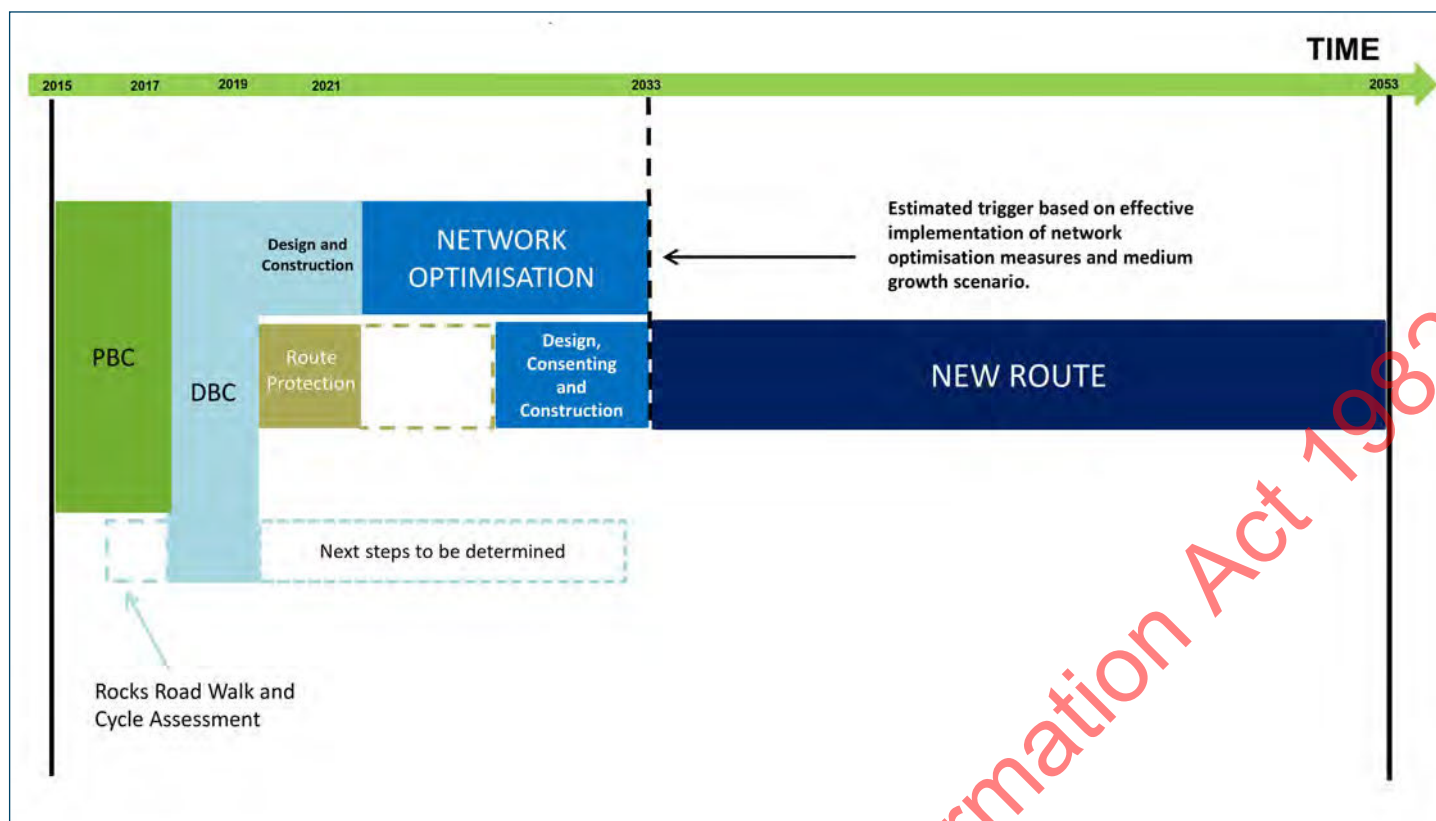 TIME
2015 2017 2019 2021 2033 2053
Design and
Construction
NETWORK
OPTIMISATION
Estimated trigger based on effective
implementation of network
optimisation measures and medium
growth scenario.
PBC
DBC
Route
Protection
Design,
Consenting
and
Construction
NEW ROUTE
Next steps to be determined
Rocks Road Walk and
Cycle Assessment
rmation Act 198